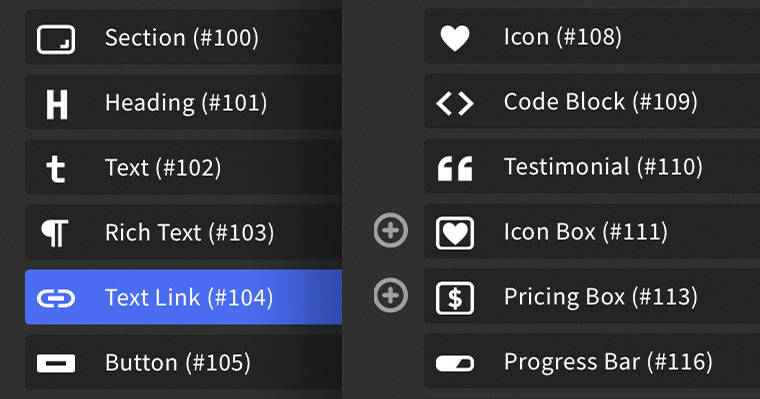 Section (#100)
Heading (#101)
Text (#102)
Rich Text (#103)
Text Link (#104)
Button (#105)
Icon (#108)
Code Block (#109)
Testimonial (#110)
Icon Box (#111)
Pricing Box (#113)
Progress Bar (#116)